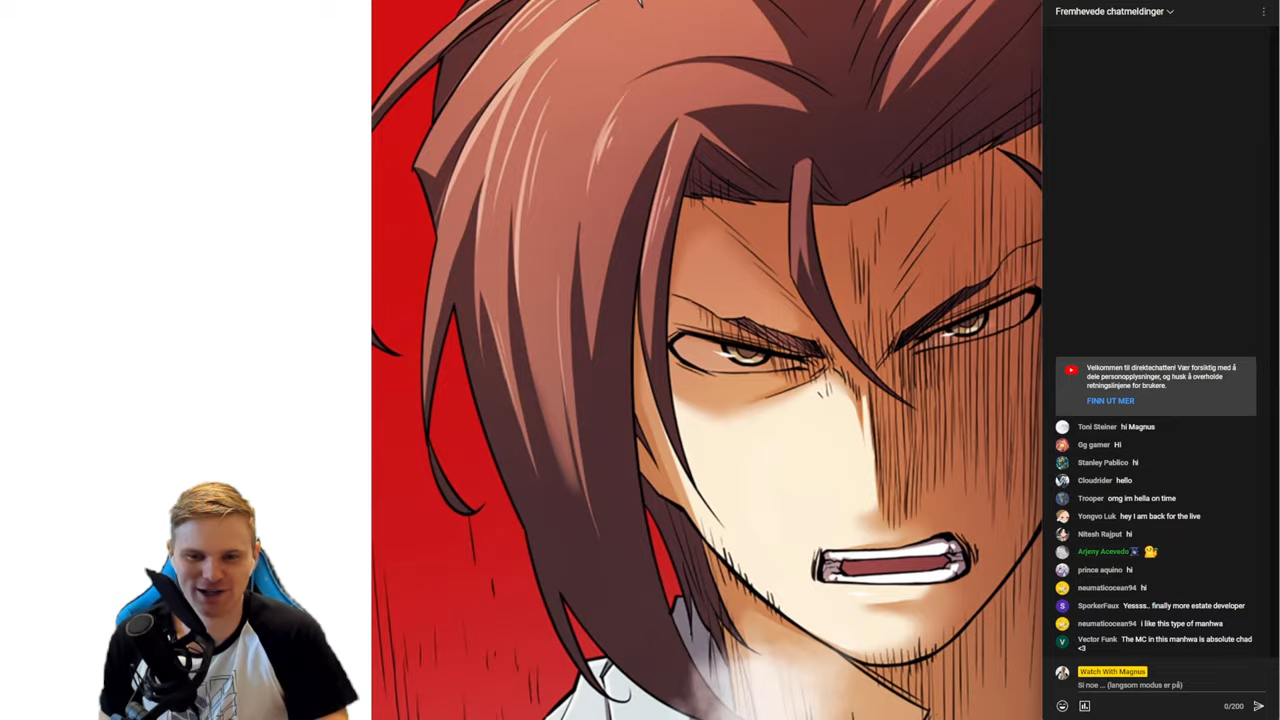 Fremhevede chatmeldinger
Velkommen til direktechatten! Vær forsiktig med å
dele personopplysninger, og husk å overholde
retningslinjene for brukere.
FINN UT MER
Toni Steiner hi Magnus
Gg gamer Hi
Stanley Pablico hi
Cloudrider hello
Trooper omg im hella on time
Yongvo Luk hey I am back for the live
Nitesh Rajput hi
Arjeny Acevedo
prince aquino hi
neumaticocean94 hi
S SporkerFaux Yessss.. finally more estate developer
neumaticocean94 i like this type of manhwa
V Vector Funk The MC in this manhwa is absolute chad
<3
Watch With Magnus
Si noe ... (langsom modus er på)
0/200